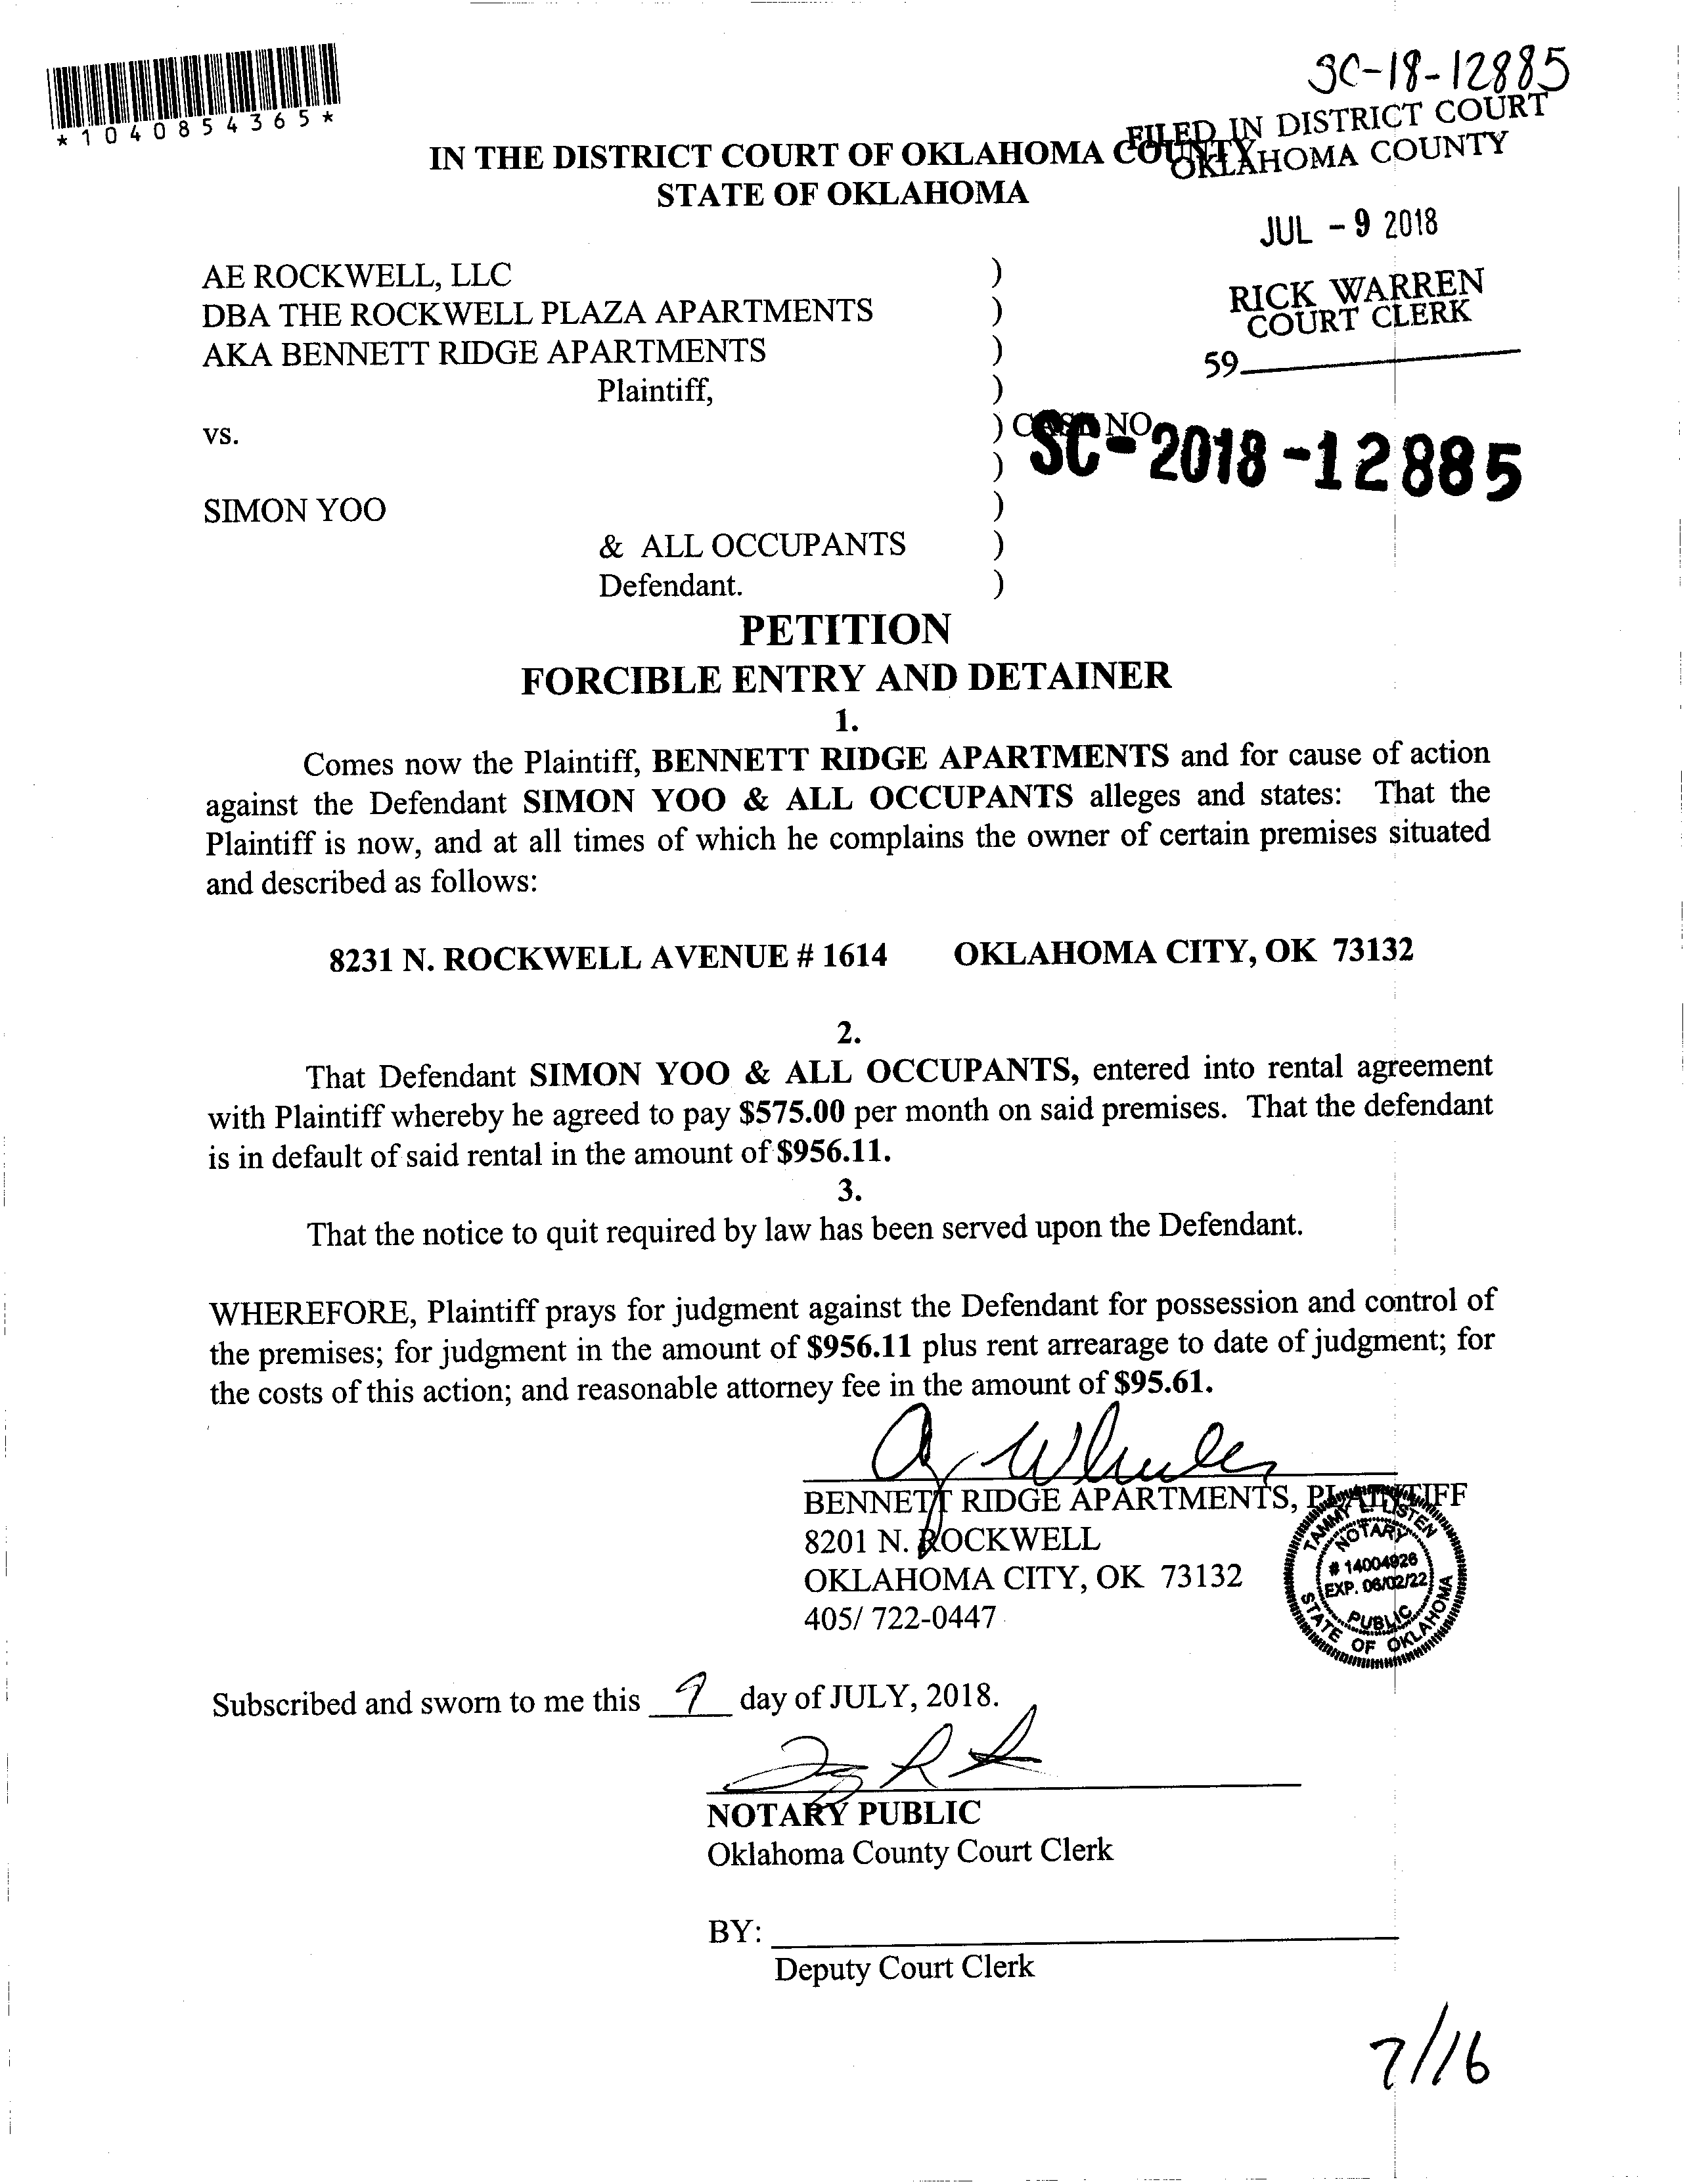 SC-18-12885
*1040854365*
FILED IN DISTRICT COURT
OKLAHOMA COUNTY
IN THE DISTRICT COURT OF OKLAHOMA COUNTY
STATE OF OKLAHOMA
JUL - 9 2018
RICK WARREN
COURT CLERK
59
AE ROCKWELL, LLC )
DBA THE ROCKWELL PLAZA APARTMENTS )
AKA BENNETT RIDGE APARTMENTS )
Plaintiff, )
vs. ) CASE NO.
) SC-2018-12885
SIMON YOO )
& ALL OCCUPANTS )
Defendant. )
PETITION
FORCIBLE ENTRY AND DETAINER
1.
Comes now the Plaintiff, BENNETT RIDGE APARTMENTS and for cause of action
against the Defendant SIMON YOO & ALL OCCUPANTS alleges and states: That the
Plaintiff is now, and at all times of which he complains the owner of certain premises situated
and described as follows:
8231 N. ROCKWELL AVENUE # 1614 OKLAHOMA CITY, OK 73132
2.
That Defendant SIMON YOO & ALL OCCUPANTS, entered into rental agreement
with Plaintiff whereby he agreed to pay $575.00 per month on said premises. That the defendant
is in default of said rental in the amount of $956.11.
3.
That the notice to quit required by law has been served upon the Defendant.
WHEREFORE, Plaintiff prays for judgment against the Defendant for possession and control of
the premises; for judgment in the amount of $956.11 plus rent arrearage to date of judgment; for
the costs of this action; and reasonable attorney fee in the amount of $95.61.
BENNETT RIDGE APARTMENTS, PLAINTIFF
8201 N. ROCKWELL
OKLAHOMA CITY, OK 73132
405/ 722-0447
TAMMY
NOTARY
# 14004926
EXP. 06/02/22
PUBLIC
STATE OF OKLAHOMA
Subscribed and sworn to me this 9 day of JULY, 2018.
NOTARY PUBLIC
Oklahoma County Court Clerk
BY:
Deputy Court Clerk
7/16